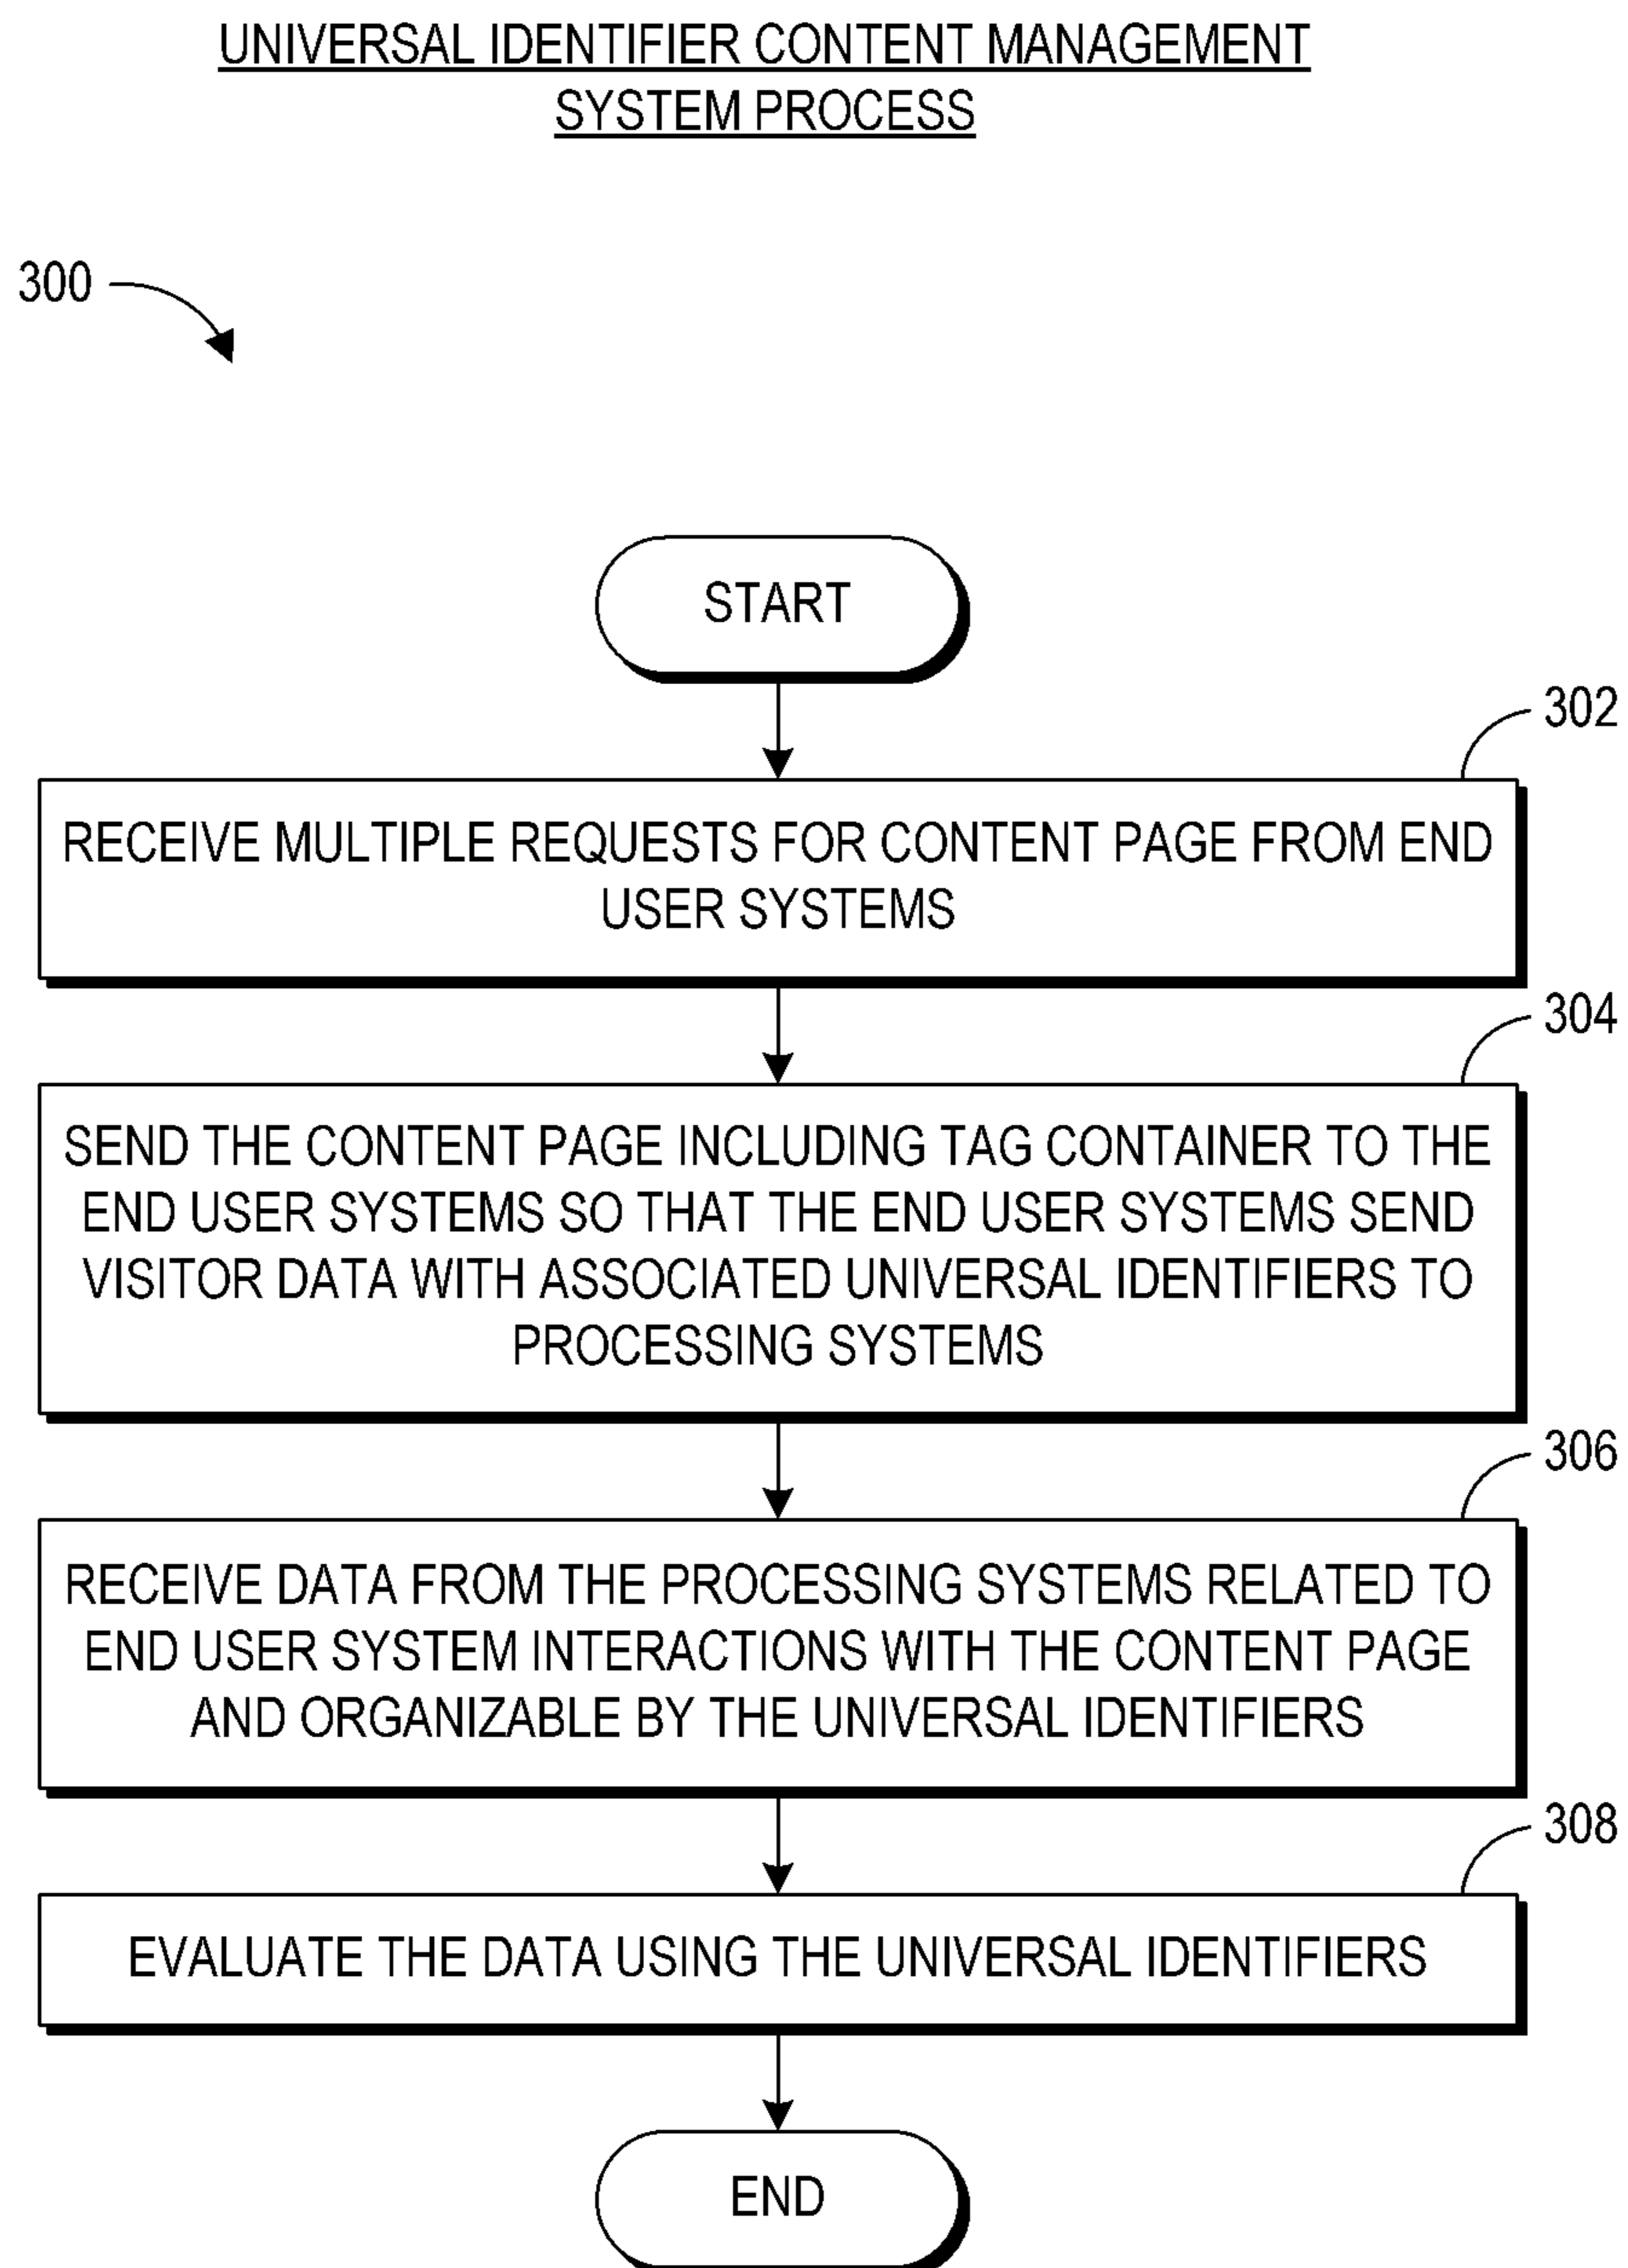 UNIVERSAL IDENTIFIER CONTENT MANAGEMENT
SYSTEM PROCESS
300
START
302
RECEIVE MULTIPLE REQUESTS FOR CONTENT PAGE FROM END
USER SYSTEMS
304
SEND THE CONTENT PAGE INCLUDING TAG CONTAINER TO THE
END USER SYSTEMS SO THAT THE END USER SYSTEMS SEND
VISITOR DATA WITH ASSOCIATED UNIVERSAL IDENTIFIERS TO
PROCESSING SYSTEMS
306
RECEIVE DATA FROM THE PROCESSING SYSTEMS RELATED TO
END USER SYSTEM INTERACTIONS WITH THE CONTENT PAGE
AND ORGANIZABLE BY THE UNIVERSAL IDENTIFIERS
308
EVALUATE THE DATA USING THE UNIVERSAL IDENTIFIERS
END